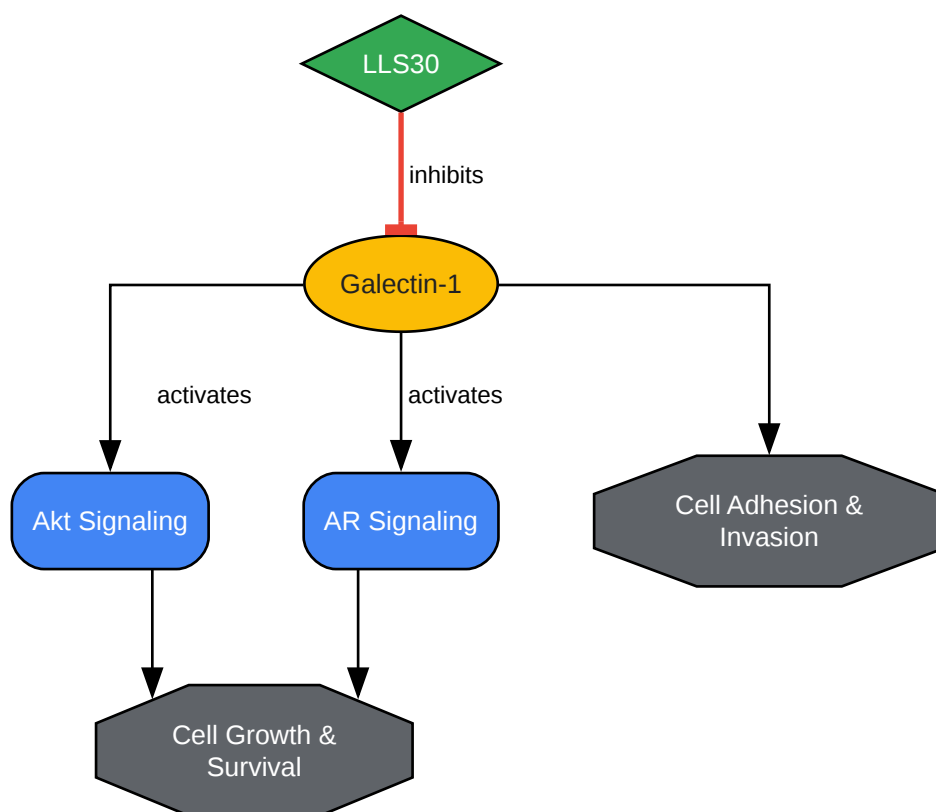 LLS30
inhibits
Galectin-1
activates
activates
Akt Signaling
AR Signaling
Cell Adhesion &
Invasion
Cell Growth &
Survival